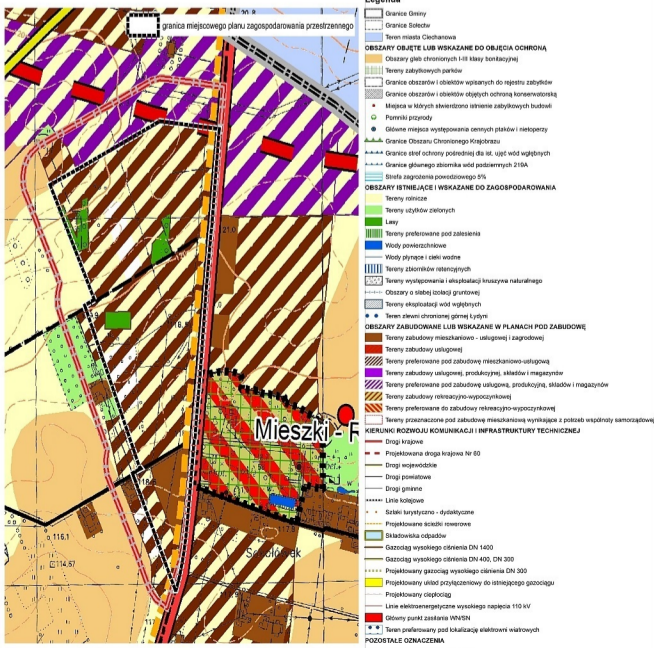 granica miejscowego planu zagospodarowania przestrzennego
20,8
21,0
18,5
Mieszki - R
118,5
116,1
114,67
117,5
117
Legenda
Granice Gminy
Granice Sołectw
Teren miasta Ciechanowa
OBSZARY OBJĘTE LUB WSKAZANE DO OBJĘCIA OCHRONĄ
Obszary gleb chronionych I-III klasy bonitacyjnej
Tereny zabytkowych parków
Granice obszarów i obiektów wpisanych do rejestru zabytków
Granice obszarów i obiektów objętych ochroną konserwatorską
Miejsca w których stwierdzono istnienie zabytkowych budowli
Pomniki przyrody
Główne miejsca występowania cennych ptaków i nietoperzy
Granice Obszaru Chronionego Krajobrazu
Granice stref ochrony pośredniej dla ist. ujęć wód wgłębnych
Granice głównego zbiornika wód podziemnych 219A
Strefa zagrożenia powodziowego 5%
OBSZARY ISTNIEJĄCE I WSKAZANE DO ZAGOSPODAROWANIA
Tereny rolnicze
Tereny użytków zielonych
Lasy
Tereny preferowane pod zalesienia
Wody powierzchniowe
Wody płynące i cieki wodne
Tereny zbiorników retencyjnych
Tereny występowania i eksploatacji kruszywa naturalnego
Obszary o słabej izolacji gruntowej
Tereny eksploatacji wód wgłębnych
Teren zlewni chronionej górnej Łydyni
OBSZARY ZABUDOWANE LUB WSKAZANE W PLANACH POD ZABUDOWĘ
Tereny zabudowy mieszkaniowo - usługowej i zagrodowej
Tereny zabudowy usługowej
Tereny preferowane pod zabudowę mieszkaniowo-usługową
Tereny zabudowy usługowej, produkcyjnej, składów i magazynów
Tereny preferowane pod zabudowę usługową, produkcyjną, składów i magazynów
Tereny zabudowy rekreacyjno-wypoczynkowej
Tereny preferowane do zabudowy rekreacyjno-wypoczynkowej
Tereny przeznaczone pod zabudowę mieszkaniową wynikające z potrzeb wspólnoty samorządowej
KIERUNKI ROZWOJU KOMUNIKACJI I INFRASTRUKTURY TECHNICZNEJ
Drogi krajowe
Projektowana droga krajowa Nr 60
Drogi wojewódzkie
Drogi powiatowe
Drogi gminne
Linie kolejowe
Szlaki turystyczno - dydaktyczne
Projektowane ścieżki rowerowe
Składowiska odpadów
Gazociąg wysokiego ciśnienia DN 1400
Gazociąg wysokiego ciśnienia DN 400, DN 300
Projektowany gazociąg wysokiego ciśnienia DN 300
Projektowany układ przyłączeniowy do istniejącego gazociągu
Projektowany ciepłociąg
Linie elektroenergetyczne wysokiego napięcia 110 kV
Główny punkt zasilania WN/SN
Teren preferowany pod lokalizację elektrowni wiatrowych
POZOSTAŁE OZNACZENIA